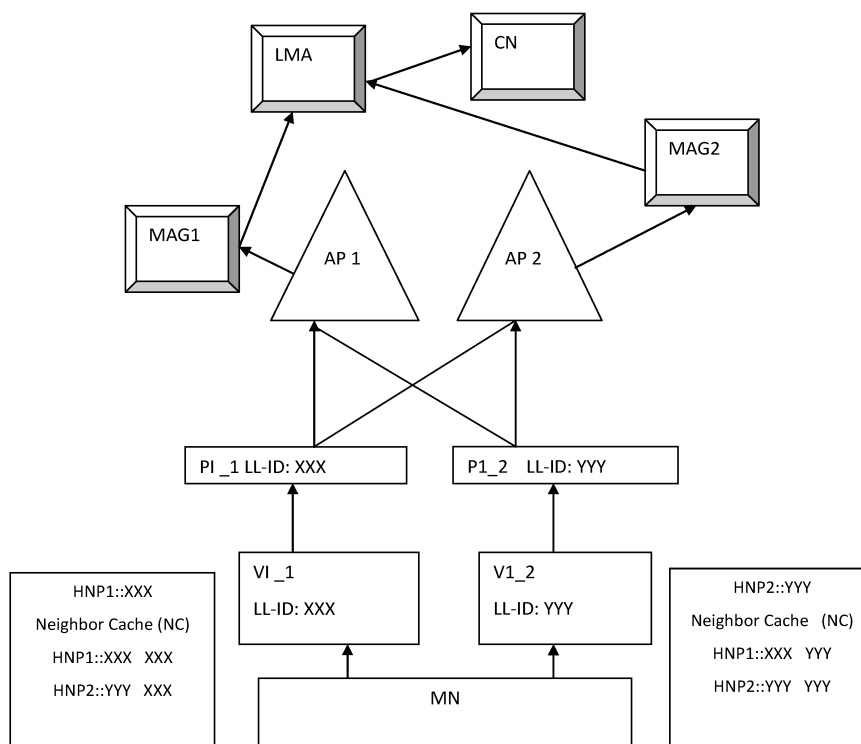 LMA
CN
MAG2
MAG1
AP 1
AP 2
PI _1 LL-ID: XXX
P1_2 LL-ID: YYY
VI _1
LL-ID: XXX
V1_2
LL-ID: YYY
HNP1::XXX
Neighbor Cache (NC)
HNP1::XXX XXX
HNP2::YYY XXX
HNP2::YYY
Neighbor Cache (NC)
HNP1::XXX YYY
HNP2::YYY YYY
MN